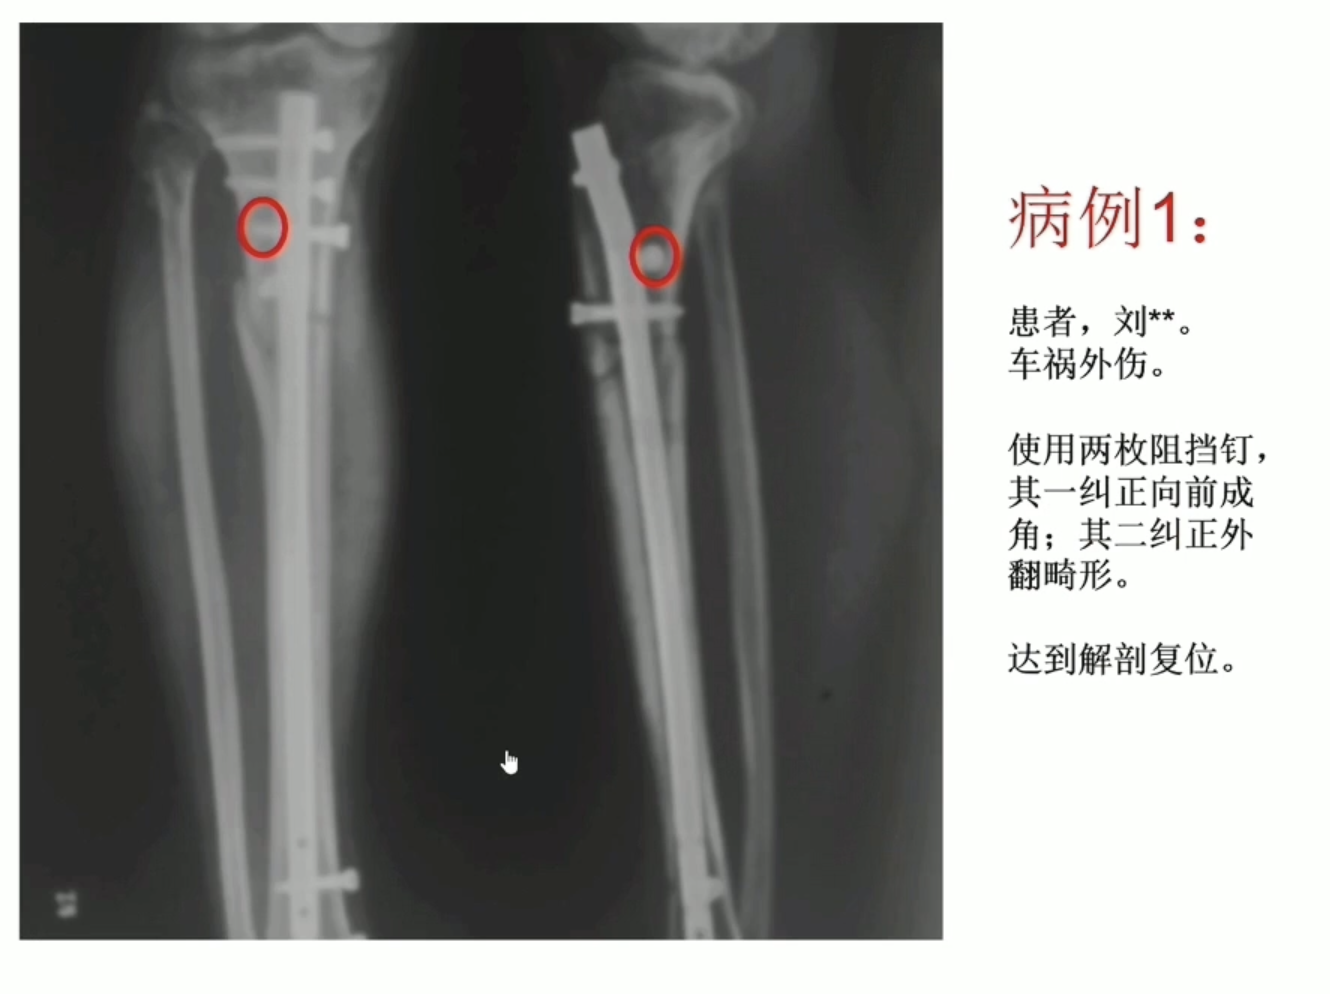 病例1：
患者，刘**。
车祸外伤。
使用两枚阻挡钉，
其一纠正向前成
角；其二纠正外
翻畸形。
达到解剖复位。